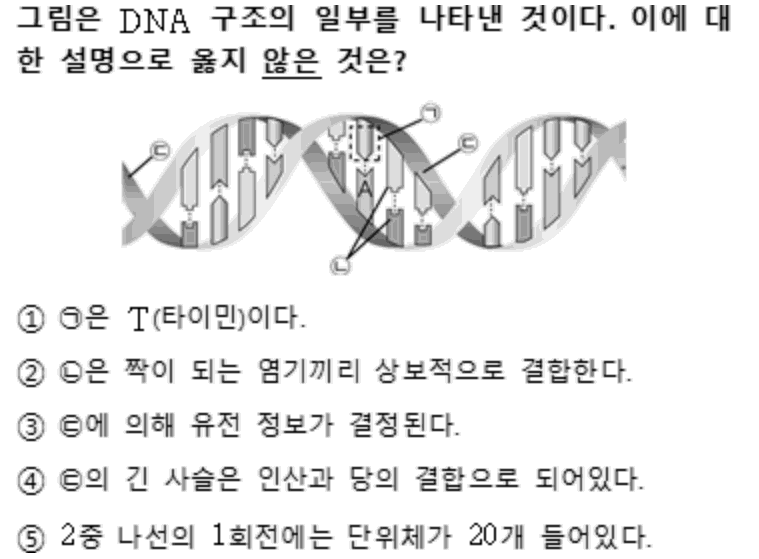 그림은 DNA 구조의 일부를 나타낸 것이다. 이에 대
한 설명으로 옳지 않은 것은?
㉠
㉢
㉢
A
㉡
① ㉠은 T(타이민)이다.
② ㉡은 짝이 되는 염기끼리 상보적으로 결합한다.
③ ㉢에 의해 유전 정보가 결정된다.
④ ㉢의 긴 사슬은 인산과 당의 결합으로 되어있다.
⑤ 2중 나선의 1회전에는 단위체가 20개 들어있다.